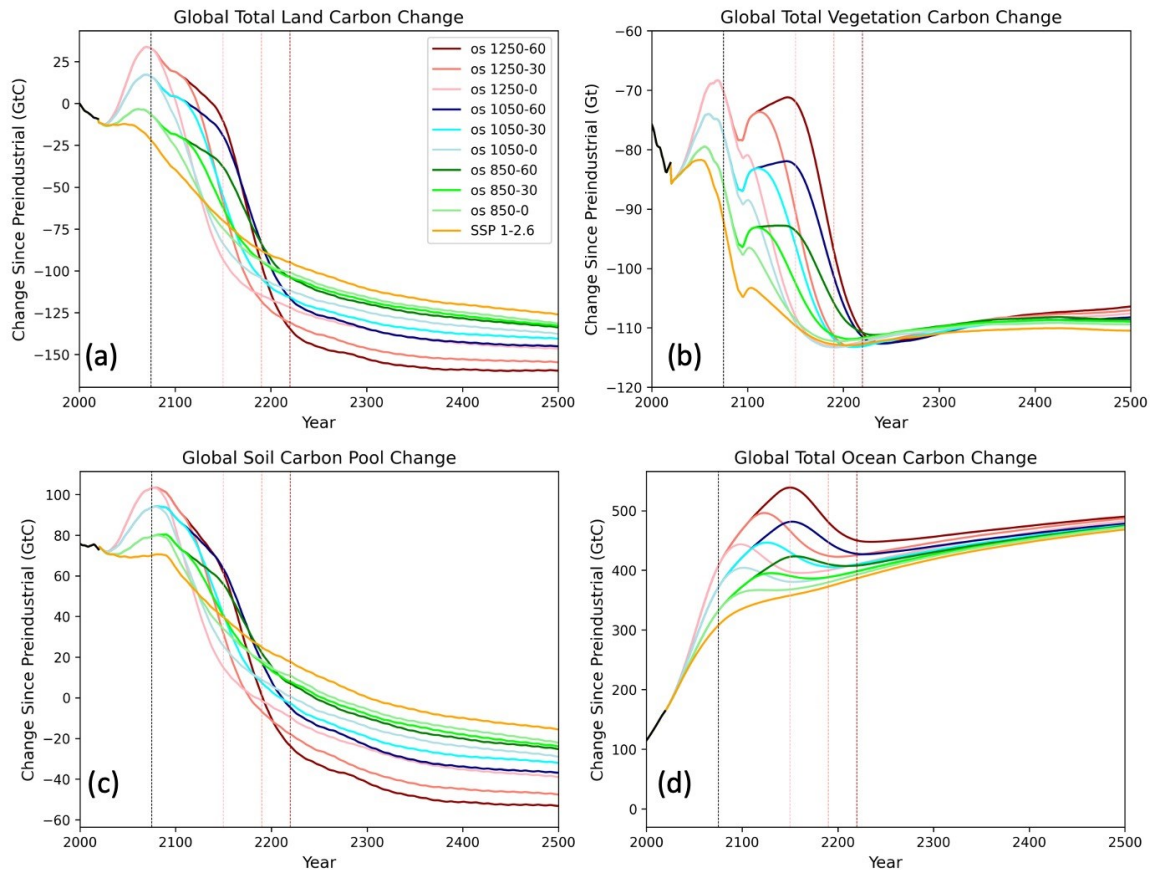 Global Total Land Carbon Change
Change Since Preindustrial (GtC)
25
0
−25
−50
−75
−100
−125
−150
os 1250-60
os 1250-30
os 1250-0
os 1050-60
os 1050-30
os 1050-0
os 850-60
os 850-30
os 850-0
SSP 1-2.6
(a)
2000 2100 2200 2300 2400 2500
Year
Global Total Vegetation Carbon Change
Change Since Preindustrial (Gt)
−60
−70
−80
−90
−100
−110
−120
(b)
2000 2100 2200 2300 2400 2500
Year
Global Soil Carbon Pool Change
Change Since Preindustrial (GtC)
100
80
60
40
20
0
−20
−40
−60
(c)
2000 2100 2200 2300 2400 2500
Year
Global Total Ocean Carbon Change
Change Since Preindustrial (GtC)
500
400
300
200
100
0
(d)
2000 2100 2200 2300 2400 2500
Year